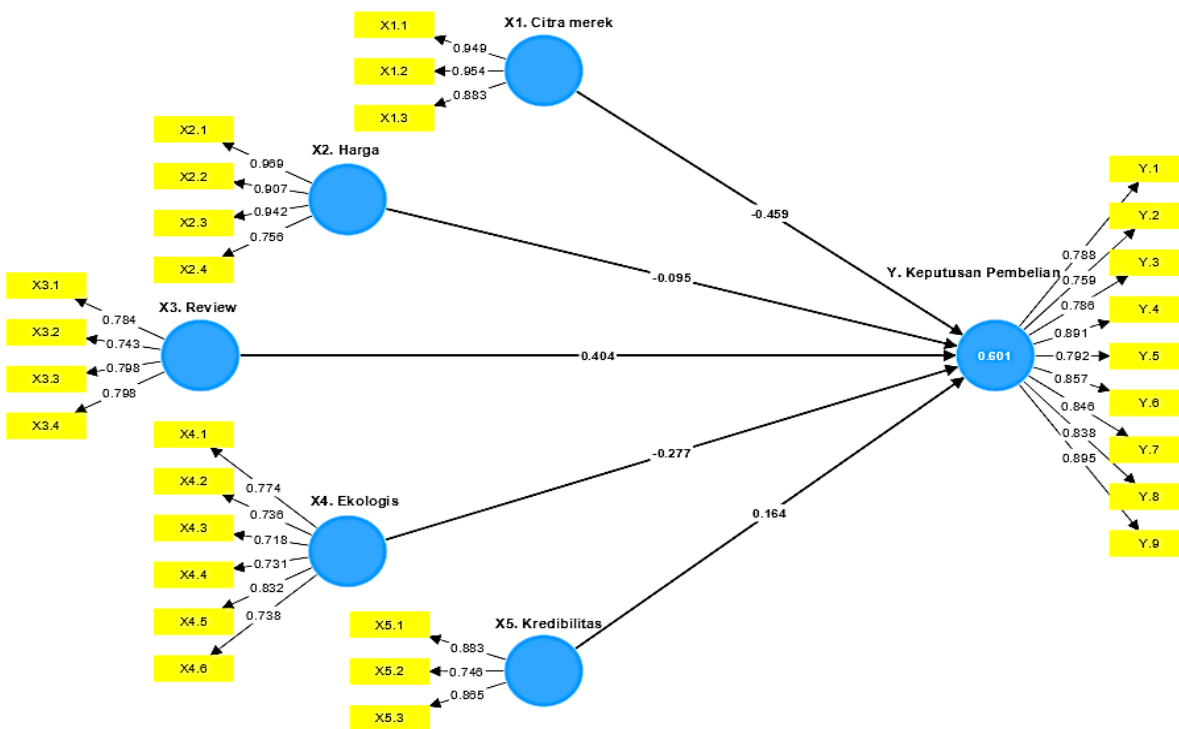 X1. Citra merek
X1.1
X1.2
X1.3
0.949
0.954
0.883
X2. Harga
X2.1
X2.2
X2.3
X2.4
0.969
0.907
0.942
0.756
X3. Review
X3.1
X3.2
X3.3
X3.4
0.784
0.743
0.798
0.798
X4. Ekologis
X4.1
X4.2
X4.3
X4.4
X4.5
X4.6
0.774
0.736
0.718
0.731
0.832
0.738
X5. Kredibilitas
X5.1
X5.2
X5.3
0.883
0.746
0.865
-0.459
-0.095
0.404
-0.277
0.164
Y. Keputusan Pembelian
0.601
Y.1
Y.2
Y.3
Y.4
Y.5
Y.6
Y.7
Y.8
Y.9
0.788
0.759
0.786
0.891
0.792
0.857
0.846
0.838
0.895